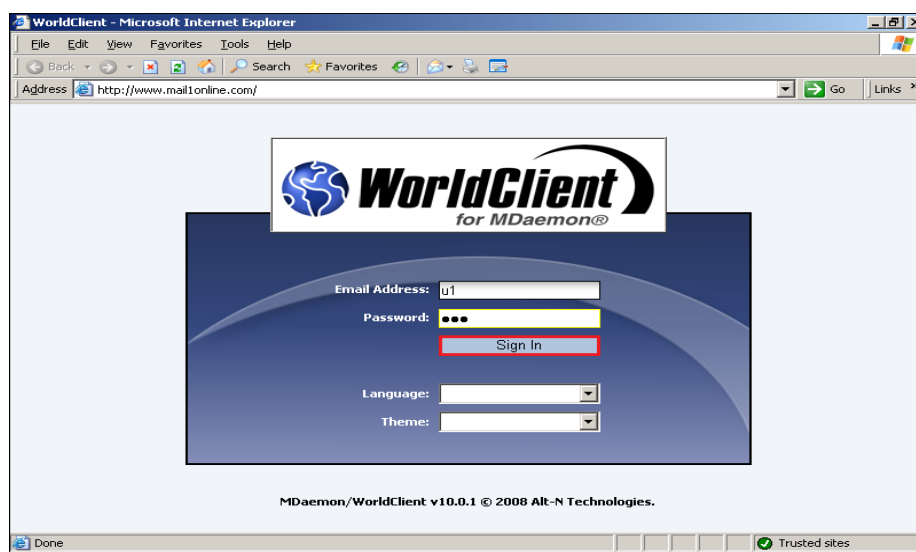 WorldClient - Microsoft Internet Explorer
File Edit View Favorites Tools Help
Back Search Favorites
Address http://www.mail1online.com/ Go Links »
WorldClient
for MDaemon®
Email Address: u1
Password: ●●●
Sign In
Language:
Theme:
MDaemon/WorldClient v10.0.1 © 2008 Alt-N Technologies.
Done Trusted sites